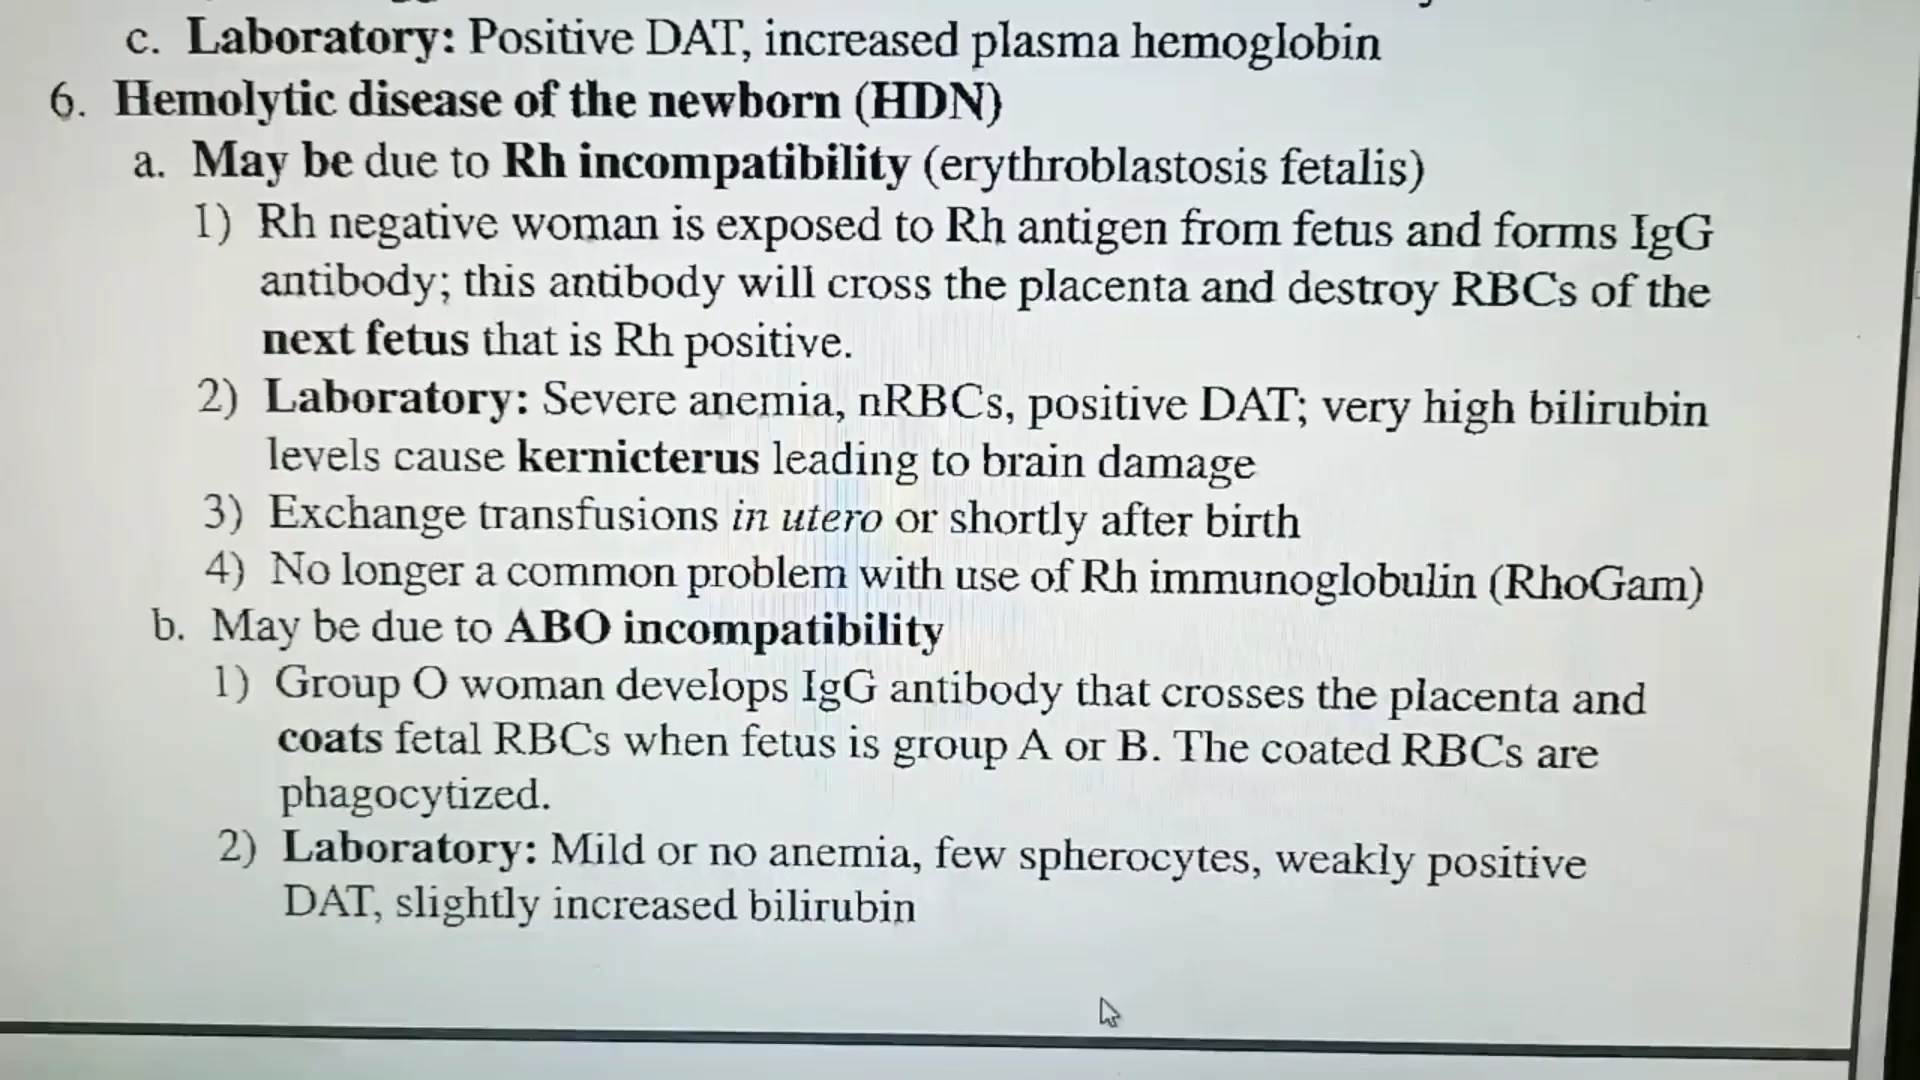 c. Laboratory: Positive DAT, increased plasma hemoglobin
6. Hemolytic disease of the newborn (HDN)
a. May be due to Rh incompatibility (erythroblastosis fetalis)
1) Rh negative woman is exposed to Rh antigen from fetus and forms IgG
antibody; this antibody will cross the placenta and destroy RBCs of the
next fetus that is Rh positive.
2) Laboratory: Severe anemia, nRBCs, positive DAT; very high bilirubin
levels cause kernicterus leading to brain damage
3) Exchange transfusions in utero or shortly after birth
4) No longer a common problem with use of Rh immunoglobulin (RhoGam)
b. May be due to ABO incompatibility
1) Group O woman develops IgG antibody that crosses the placenta and
coats fetal RBCs when fetus is group A or B. The coated RBCs are
phagocytized.
2) Laboratory: Mild or no anemia, few spherocytes, weakly positive
DAT, slightly increased bilirubin